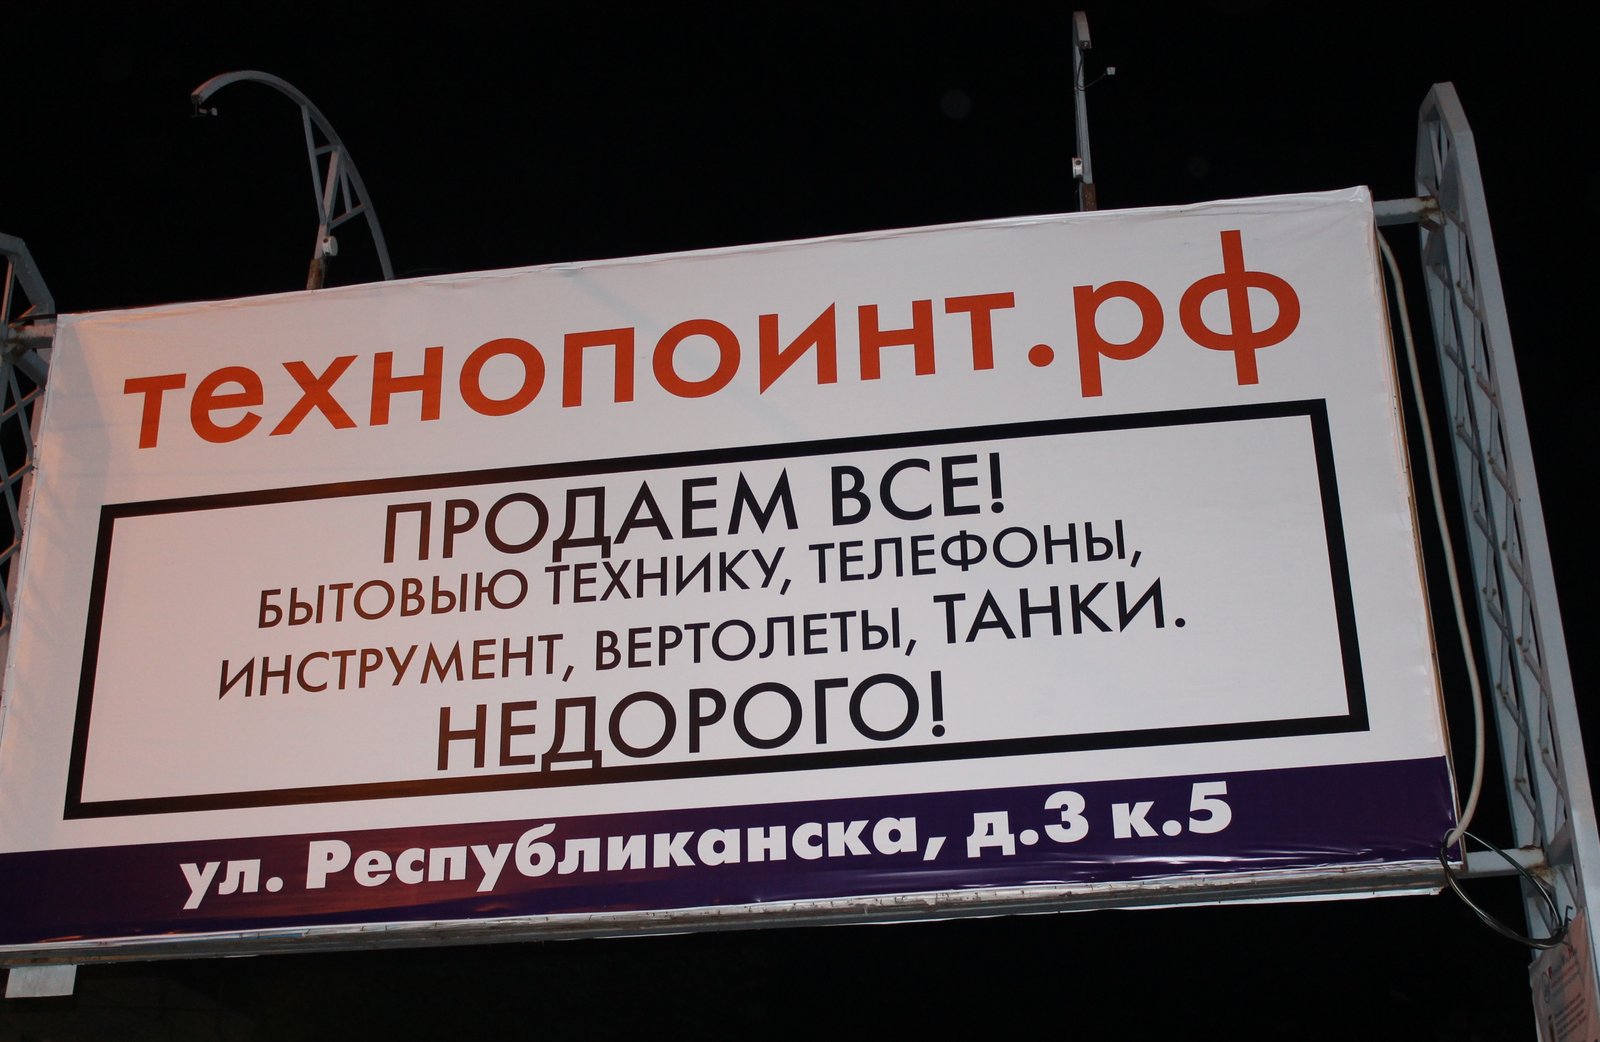 технопоинт.рф
ПРОДАЕМ ВСЕ!
БЫТОВЫЮ ТЕХНИКУ, ТЕЛЕФОНЫ,
ИНСТРУМЕНТ, ВЕРТОЛЕТЫ, ТАНКИ.
НЕДОРОГО!
ул. Республиканска, д.3 к.5